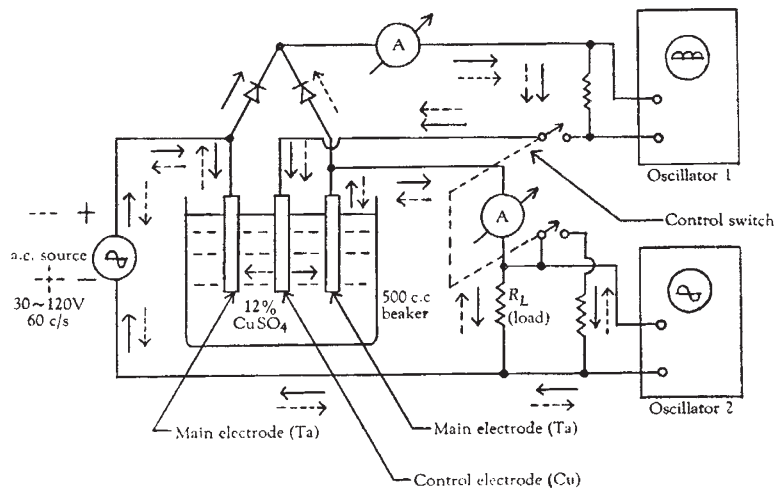 A
Oscillator 1
Control switch
A
a.c. source
30~120V
60 c/s
12%
CuSO4
500 c.c
beaker
RL
(load)
Oscillator 2
Main electrode (Ta)
Main electrode (Ta)
Control electrode (Cu)